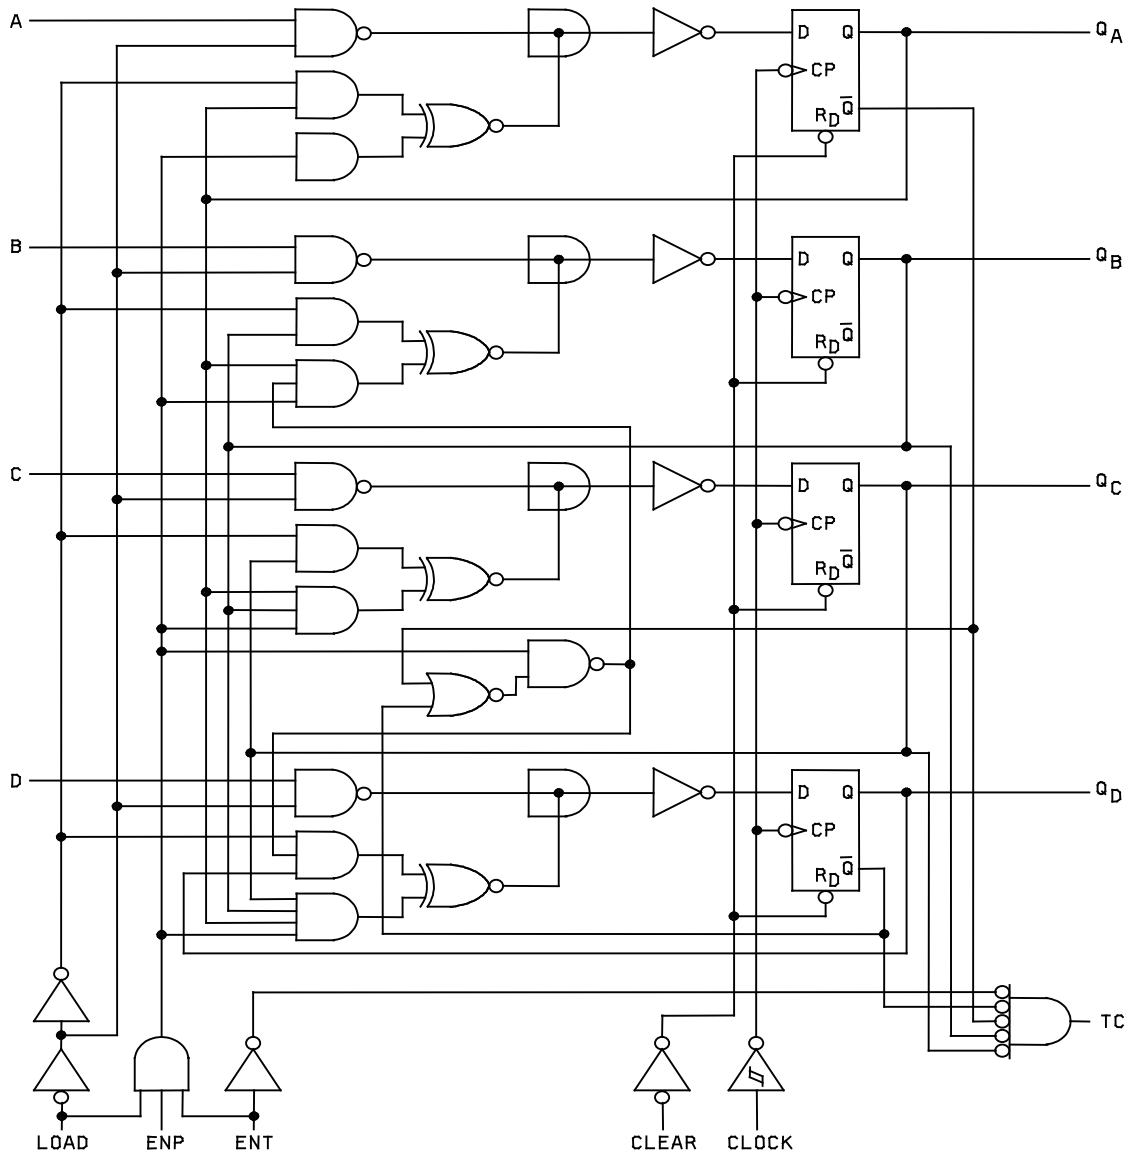 A
D Q
Q_A
CP
R_D Q̅
B
D Q
Q_B
CP
R_D Q̅
C
D Q
Q_C
CP
R_D Q̅
D
D Q
Q_D
CP
R_D Q̅
TC
LOAD ENP ENT CLEAR CLOCK